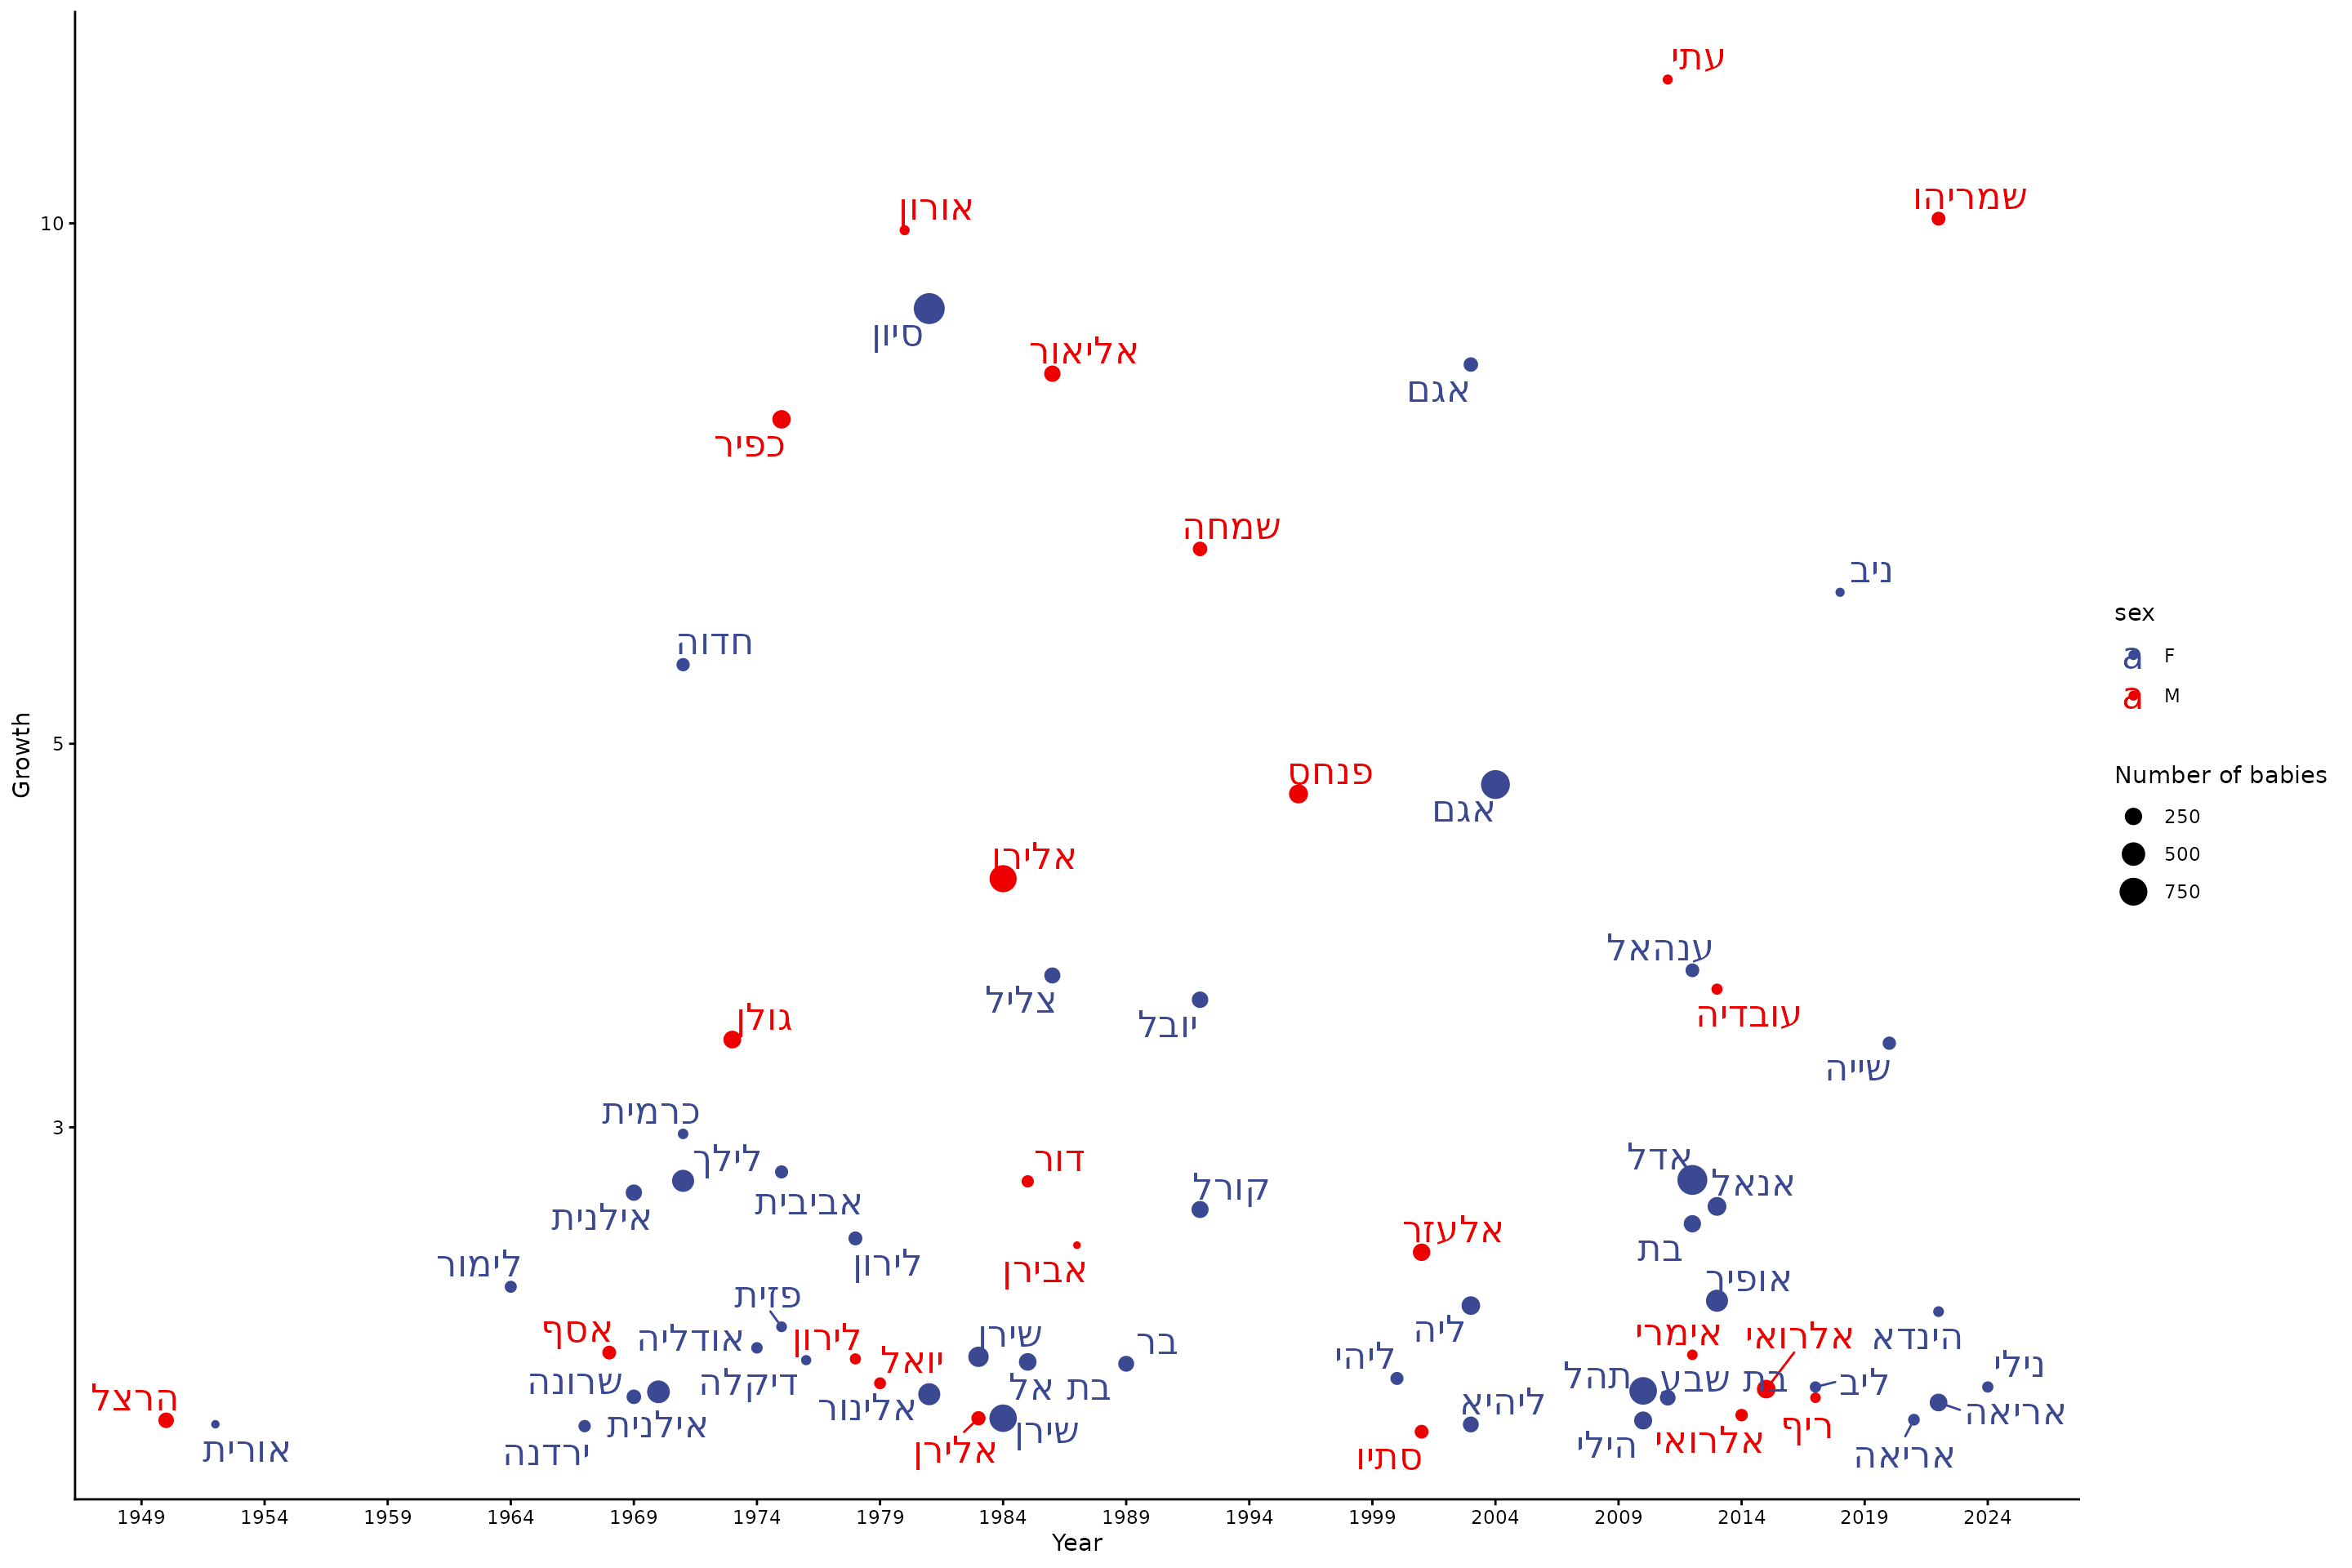 עתי
שמריהו
אורון
10
סיון
אליאור
אגם
כפיר
שמחה
ניב
חדוה
sex
a F
a M
Growth
5
פנחס
אגם
Number of babies
250
500
750
אלירן
ענהאל
צליל
עובדיה
גולן
יובל
שייה
כרמית
3
לילך
דור
אדל
אנאל
אילנית
אביבית
קורל
אלעזר
בת
לימור
לירון
אבירן
אופיר
פזית
אסף
אודליה
לירון
שירן
בר
ליה
אימרי
אלרואי
הינדא
יואל
ליהי
נילי
הרצל
שרונה
דיקלה
בת אל
תהל
בת שבע
ליב
אילנית
אלינור
שירן
ליהיא
אריאה
ריף
אורית
ירדנה
אלירן
סתיו
הילי
אלרואי
אריאה
1949 1954 1959 1964 1969 1974 1979 1984 1989 1994 1999 2004 2009 2014 2019 2024
Year